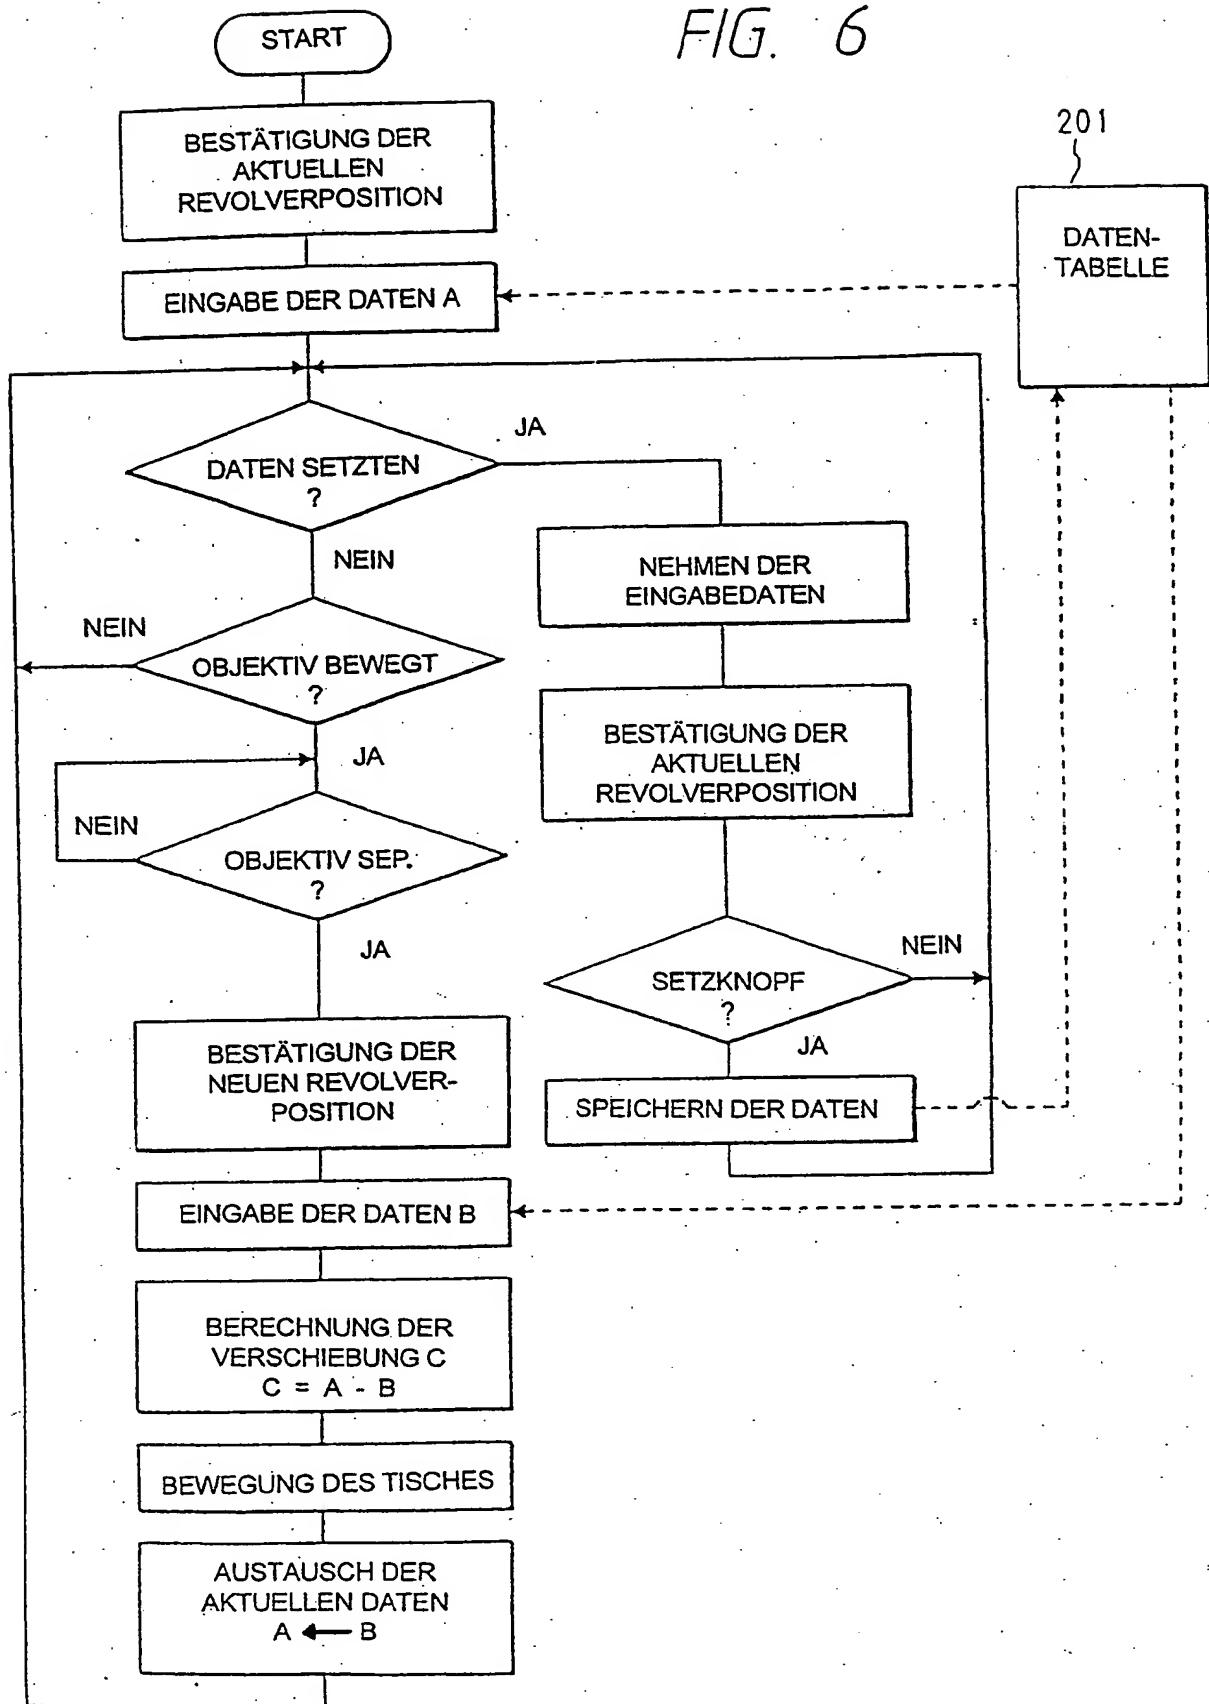 FIG. 6
START
BESTÄTIGUNG DER
AKTUELLEN
REVOLVERPOSITION
201
DATEN-
TABELLE
EINGABE DER DATEN A
DATEN SETZTEN
?
JA
NEIN
NEHMEN DER
EINGABEDATEN
NEIN
OBJEKTIV BEWEGT
?
JA
BESTÄTIGUNG DER
AKTUELLEN
REVOLVERPOSITION
NEIN
OBJEKTIV SEP.
?
JA
SETZKNOPF
?
NEIN
JA
SPEICHERN DER DATEN
BESTÄTIGUNG DER
NEUEN REVOLVER-
POSITION
EINGABE DER DATEN B
BERECHNUNG DER
VERSCHIEBUNG C
C = A - B
BEWEGUNG DES TISCHES
AUSTAUSCH DER
AKTUELLEN DATEN
A ← B